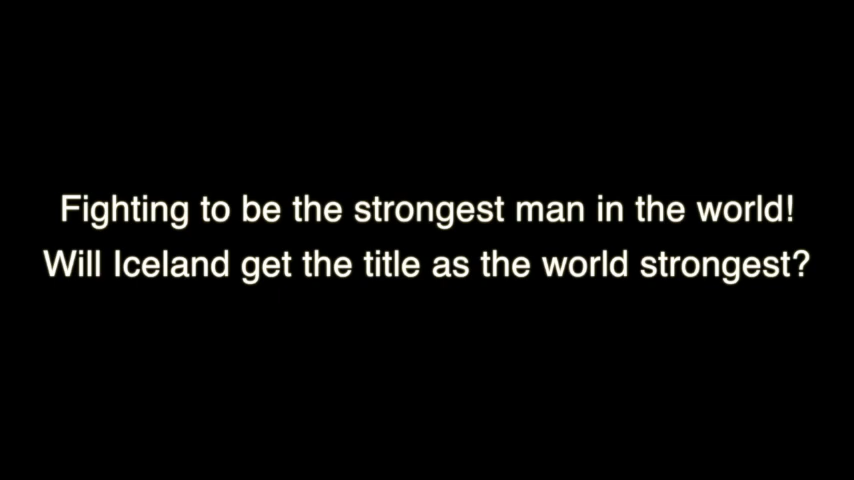 Fighting to be the strongest man in the world!
Will Iceland get the title as the world strongest?